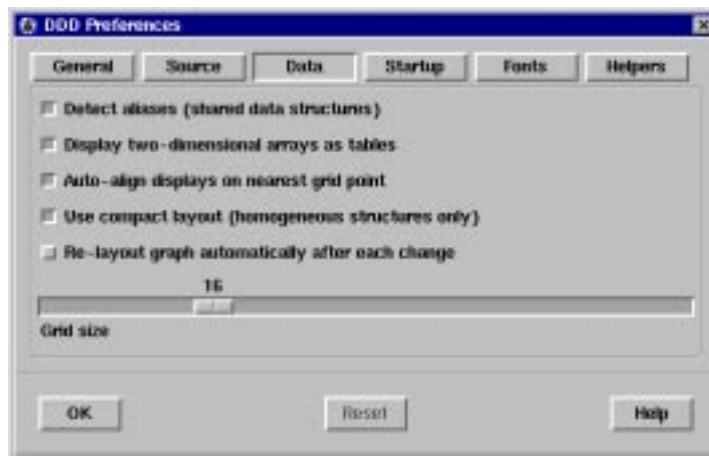 DDD Preferences
General Source Data Startup Fonts Helpers
Detect aliases (shared data structures)
Display two-dimensional arrays as tables
Auto-align displays on nearest grid point
Use compact layout (homogeneous structures only)
Re-layout graph automatically after each change
16
Grid size
OK Reset Help